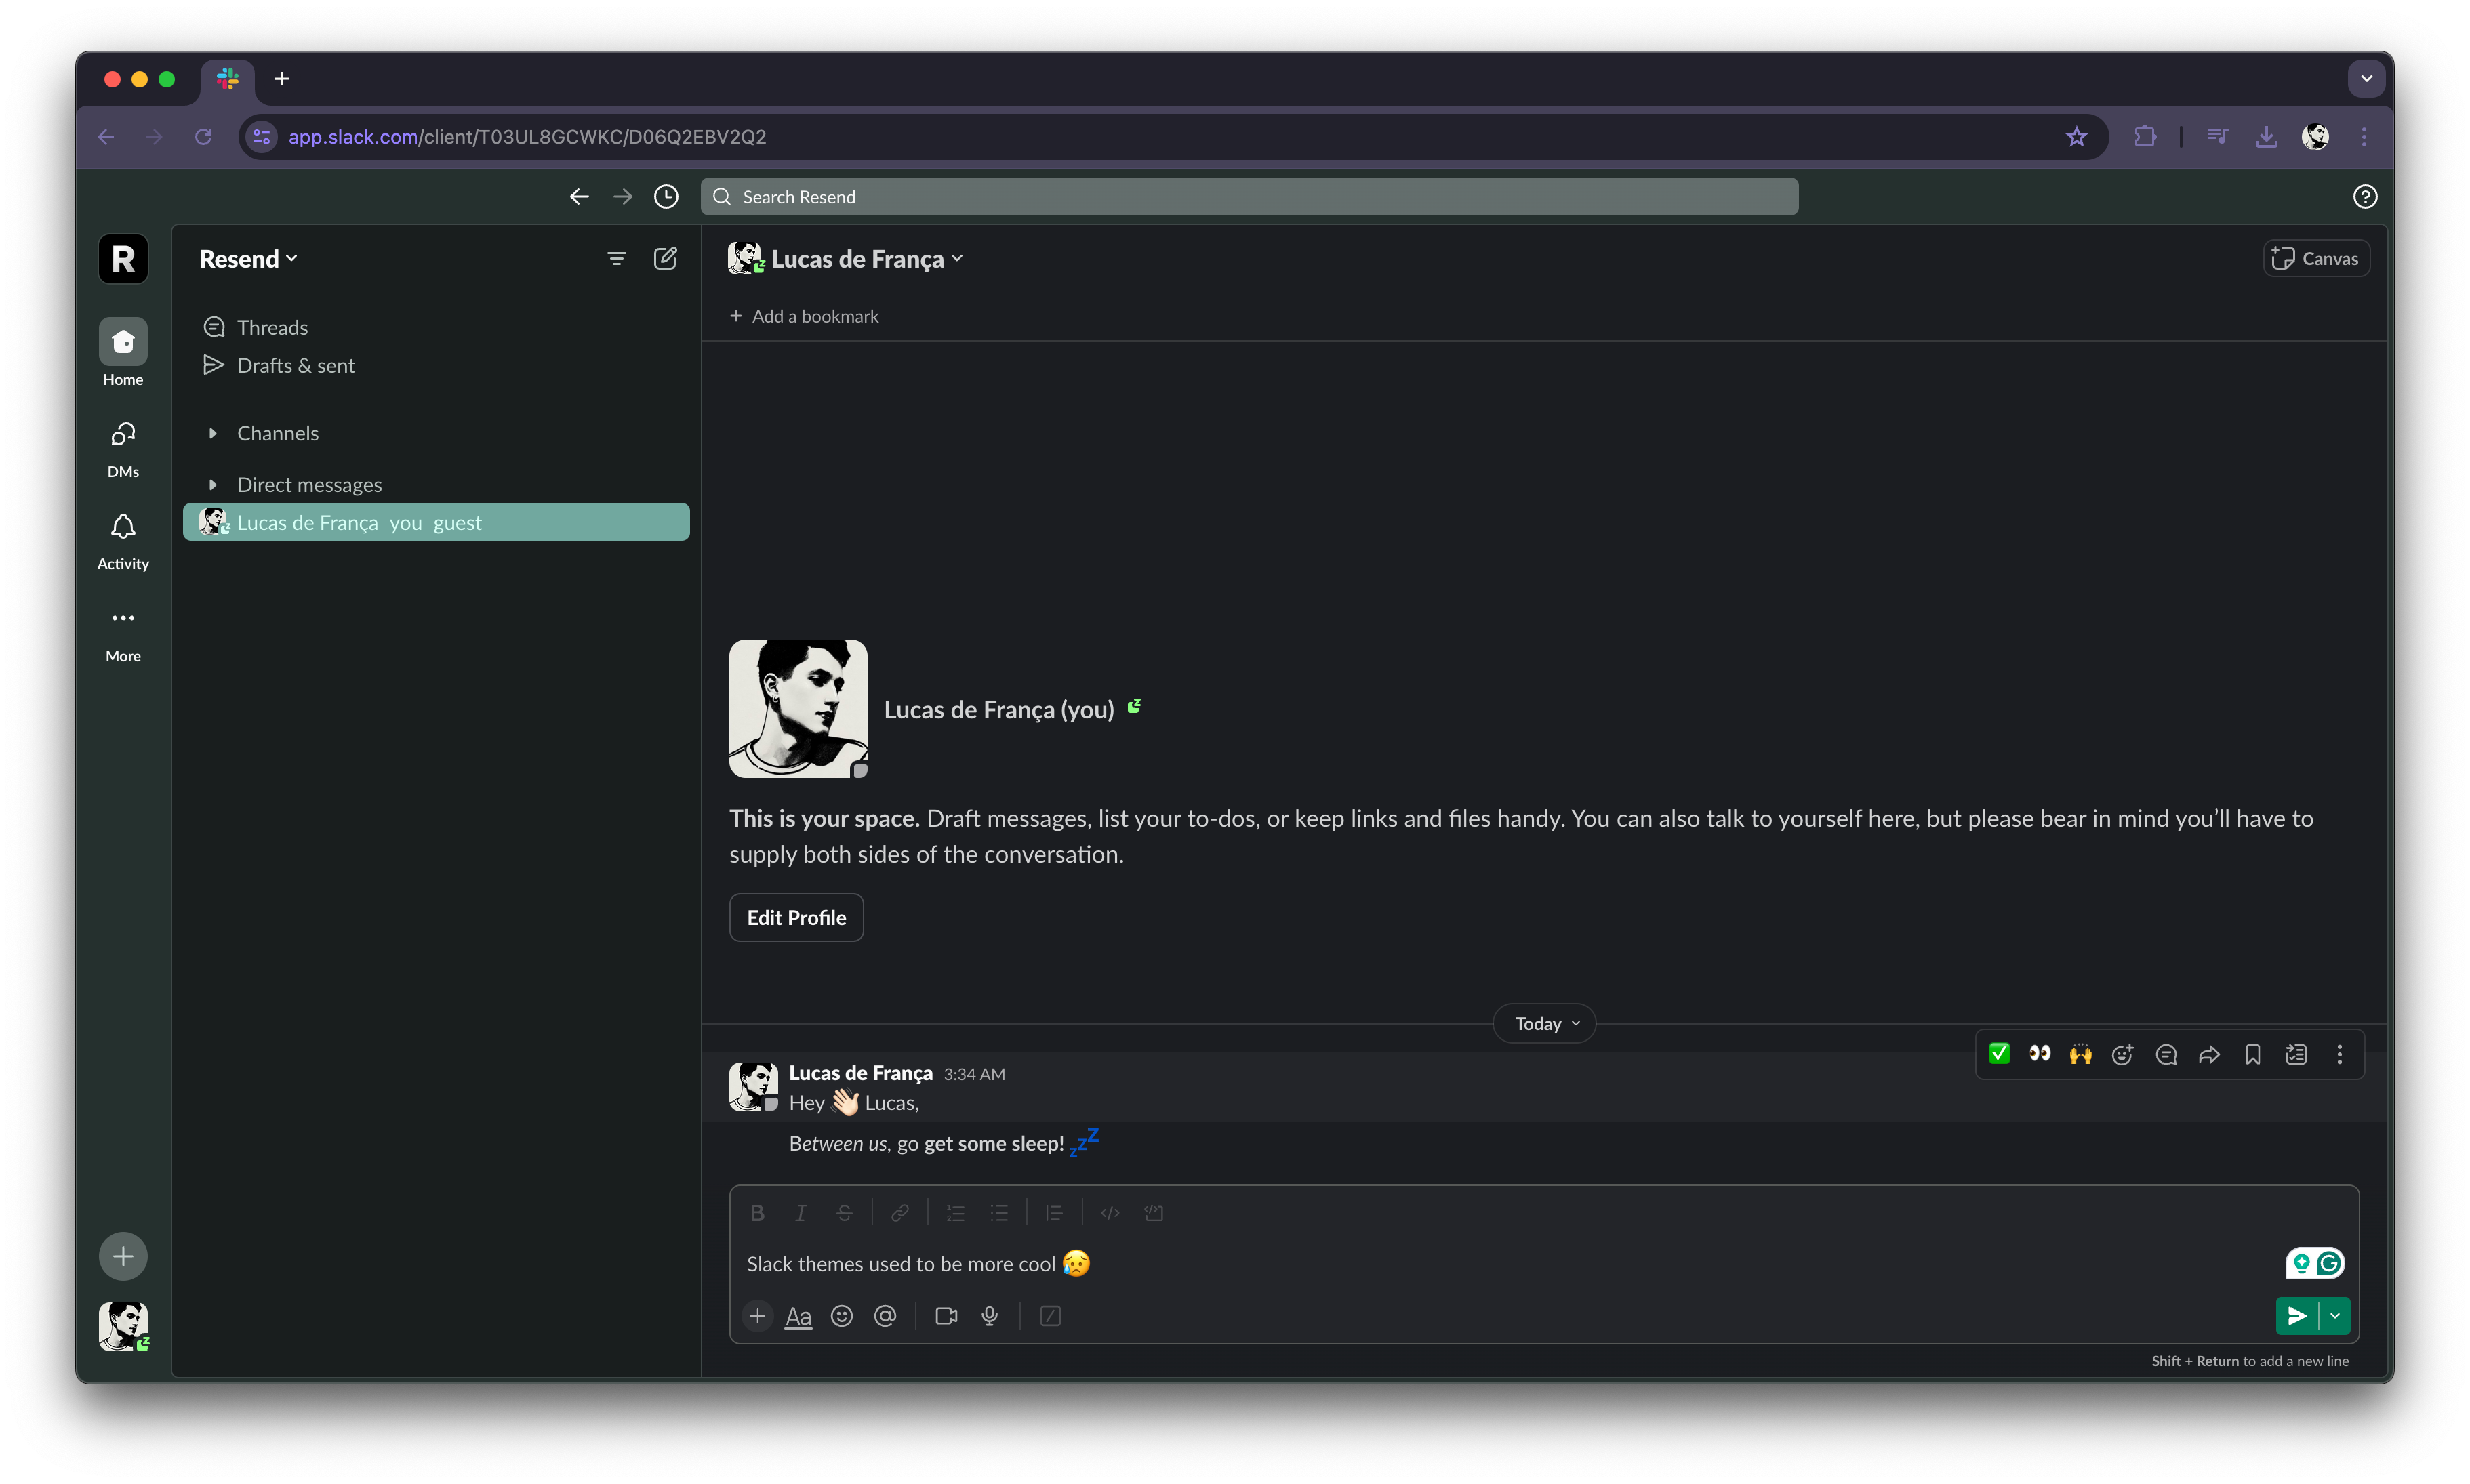 app.slack.com/client/T03UL8GCWKC/D06Q2EBV2Q2
Search Resend
R
Resend
Home
DMs
Activity
More
Threads
Drafts & sent
Channels
Direct messages
Lucas de França you guest
Lucas de França
Canvas
+ Add a bookmark
Lucas de França (you)
This is your space. Draft messages, list your to-dos, or keep links and files handy. You can also talk to yourself here, but please bear in mind you’ll have to
supply both sides of the conversation.
Edit Profile
Today
Lucas de França 3:34 AM
Hey 👋🏻 Lucas,
Between us, go get some sleep! 💤
Slack themes used to be more cool 😥
Aa
Shift + Return to add a new line